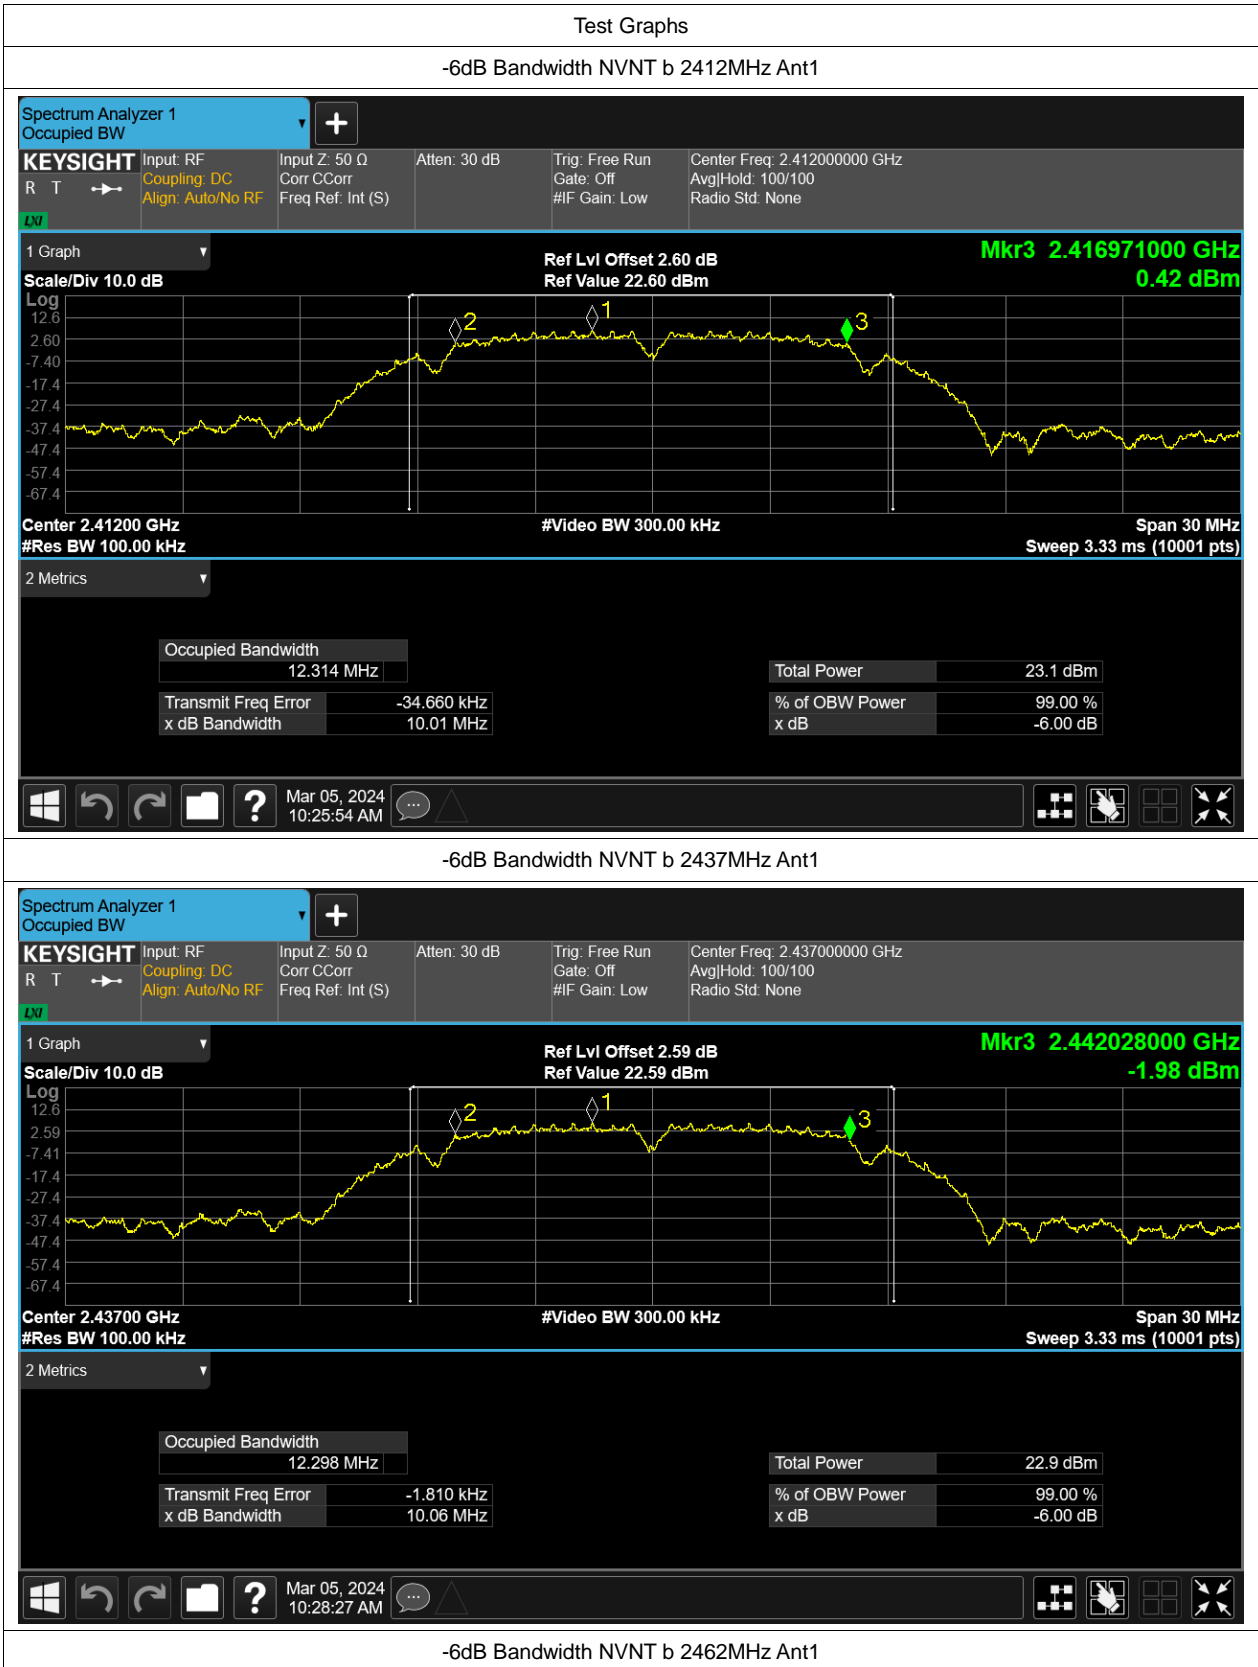 Test Graphs
-6dB Bandwidth NVNT b 2412MHz Ant1
Spectrum Analyzer 1
Occupied BW
KEYSIGHT Input: RF Input Z: 50 Ω Atten: 30 dB Trig: Free Run Center Freq: 2.412000000 GHz
R T Coupling: DC Corr CCorr Gate: Off Avg|Hold: 100/100
Align: Auto/No RF Freq Ref: Int (S) #IF Gain: Low Radio Std: None
LXI
1 Graph Ref Lvl Offset 2.60 dB Mkr3 2.416971000 GHz
Scale/Div 10.0 dB Ref Value 22.60 dBm 0.42 dBm
Log
12.6
2.60
-7.40
-17.4
-27.4
-37.4
-47.4
-57.4
-67.4
2 1 3
Center 2.41200 GHz #Video BW 300.00 kHz Span 30 MHz
#Res BW 100.00 kHz Sweep 3.33 ms (10001 pts)
2 Metrics
Occupied Bandwidth
12.314 MHz Total Power 23.1 dBm
Transmit Freq Error -34.660 kHz % of OBW Power 99.00 %
x dB Bandwidth 10.01 MHz x dB -6.00 dB
? Mar 05, 2024
10:25:54 AM
-6dB Bandwidth NVNT b 2437MHz Ant1
Spectrum Analyzer 1
Occupied BW
KEYSIGHT Input: RF Input Z: 50 Ω Atten: 30 dB Trig: Free Run Center Freq: 2.437000000 GHz
R T Coupling: DC Corr CCorr Gate: Off Avg|Hold: 100/100
Align: Auto/No RF Freq Ref: Int (S) #IF Gain: Low Radio Std: None
LXI
1 Graph Ref Lvl Offset 2.59 dB Mkr3 2.442028000 GHz
Scale/Div 10.0 dB Ref Value 22.59 dBm -1.98 dBm
Log
12.6
2.59
-7.41
-17.4
-27.4
-37.4
-47.4
-57.4
-67.4
2 1 3
Center 2.43700 GHz #Video BW 300.00 kHz Span 30 MHz
#Res BW 100.00 kHz Sweep 3.33 ms (10001 pts)
2 Metrics
Occupied Bandwidth
12.298 MHz Total Power 22.9 dBm
Transmit Freq Error -1.810 kHz % of OBW Power 99.00 %
x dB Bandwidth 10.06 MHz x dB -6.00 dB
? Mar 05, 2024
10:28:27 AM
-6dB Bandwidth NVNT b 2462MHz Ant1